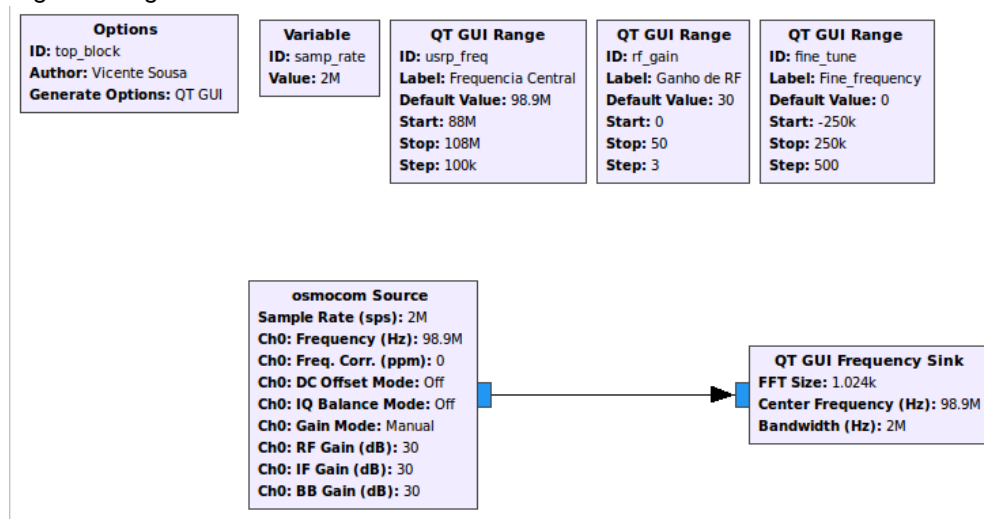 Options
ID: top_block
Author: Vicente Sousa
Generate Options: QT GUI
Variable
ID: samp_rate
Value: 2M
QT GUI Range
ID: usrp_freq
Label: Frequencia Central
Default Value: 98.9M
Start: 88M
Stop: 108M
Step: 100k
QT GUI Range
ID: rf_gain
Label: Ganho de RF
Default Value: 30
Start: 0
Stop: 50
Step: 3
QT GUI Range
ID: fine_tune
Label: Fine_frequency
Default Value: 0
Start: -250k
Stop: 250k
Step: 500
osmocom Source
Sample Rate (sps): 2M
Ch0: Frequency (Hz): 98.9M
Ch0: Freq. Corr. (ppm): 0
Ch0: DC Offset Mode: Off
Ch0: IQ Balance Mode: Off
Ch0: Gain Mode: Manual
Ch0: RF Gain (dB): 30
Ch0: IF Gain (dB): 30
Ch0: BB Gain (dB): 30
QT GUI Frequency Sink
FFT Size: 1.024k
Center Frequency (Hz): 98.9M
Bandwidth (Hz): 2M